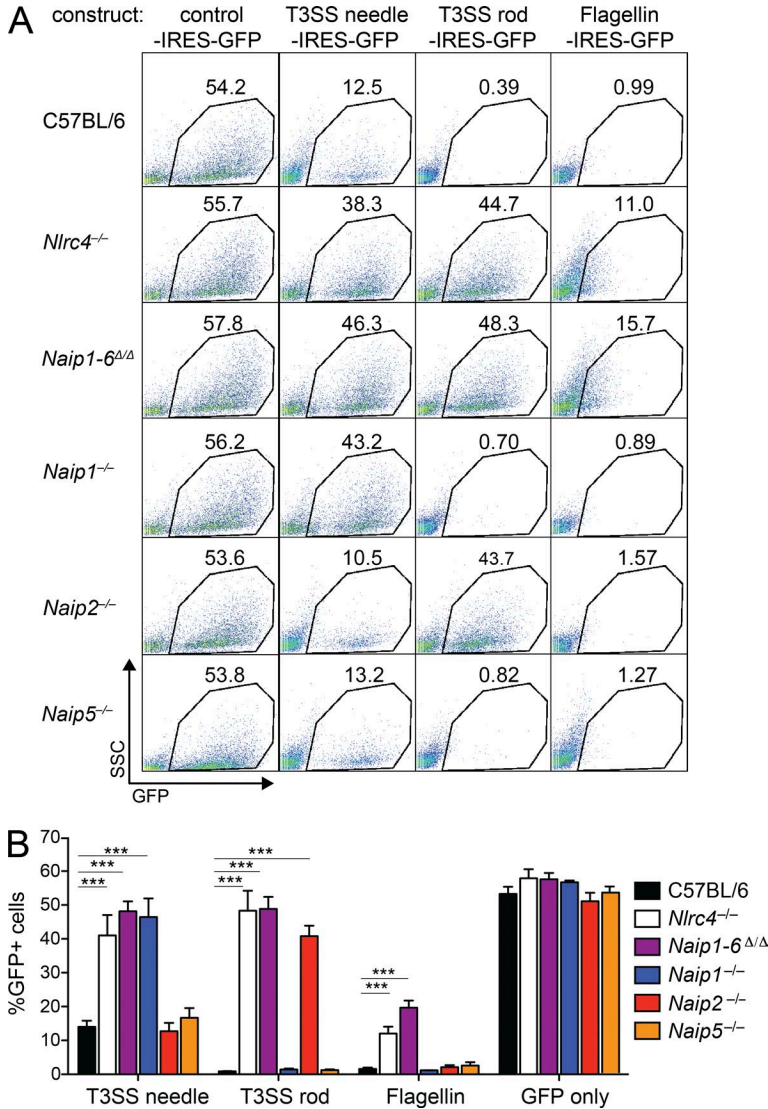 A
construct: control T3SS needle T3SS rod Flagellin
-IRES-GFP -IRES-GFP -IRES-GFP -IRES-GFP
C57BL/6 54.2 12.5 0.39 0.99
Nlrc4–/– 55.7 38.3 44.7 11.0
Naip1-6Δ/Δ 57.8 46.3 48.3 15.7
Naip1–/– 56.2 43.2 0.70 0.89
Naip2–/– 53.6 10.5 43.7 1.57
Naip5–/– 53.8 13.2 0.82 1.27
SSC
GFP
B
%GFP+ cells
70
60
50
40
30
20
10
0
*** *** ***
*** *** ***
*** ***
T3SS needle T3SS rod Flagellin GFP only
C57BL/6
Nlrc4–/–
Naip1-6Δ/Δ
Naip1–/–
Naip2–/–
Naip5–/–